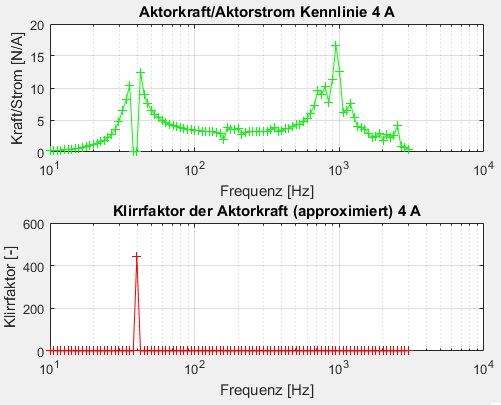 Aktorkraft/Aktorstrom Kennlinie 4 A
Kraft/Strom [N/A]
20
15
10
5
0
10^1
10^2
10^3
10^4
Frequenz [Hz]
Klirrfaktor der Aktorkraft (approximiert) 4 A
Klirrfaktor [-]
600
400
200
0
10^1
10^2
10^3
10^4
Frequenz [Hz]